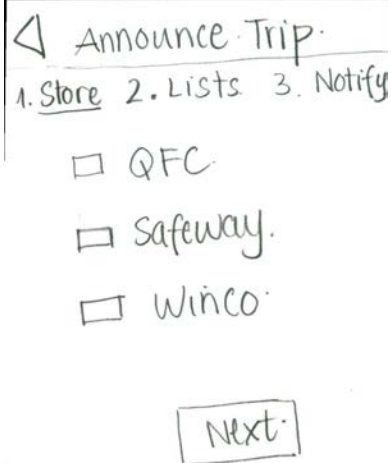 Announce Trip.
1. Store 2. Lists 3. Notify
QFC.
Safeway.
Winco.
Next.